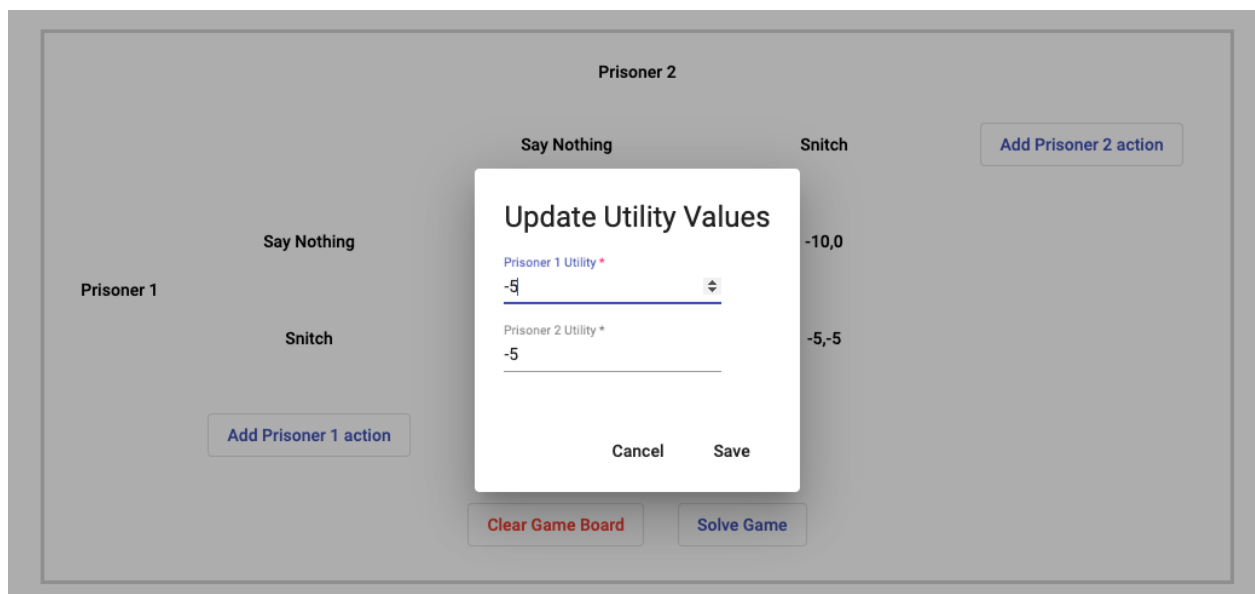 Prisoner 2
Say Nothing Snitch Add Prisoner 2 action
Update Utility Values
Say Nothing -10,0
Prisoner 1 Utility *
-5
Prisoner 1
Prisoner 2 Utility *
Snitch -5,-5
-5
Add Prisoner 1 action
Cancel Save
Clear Game Board Solve Game